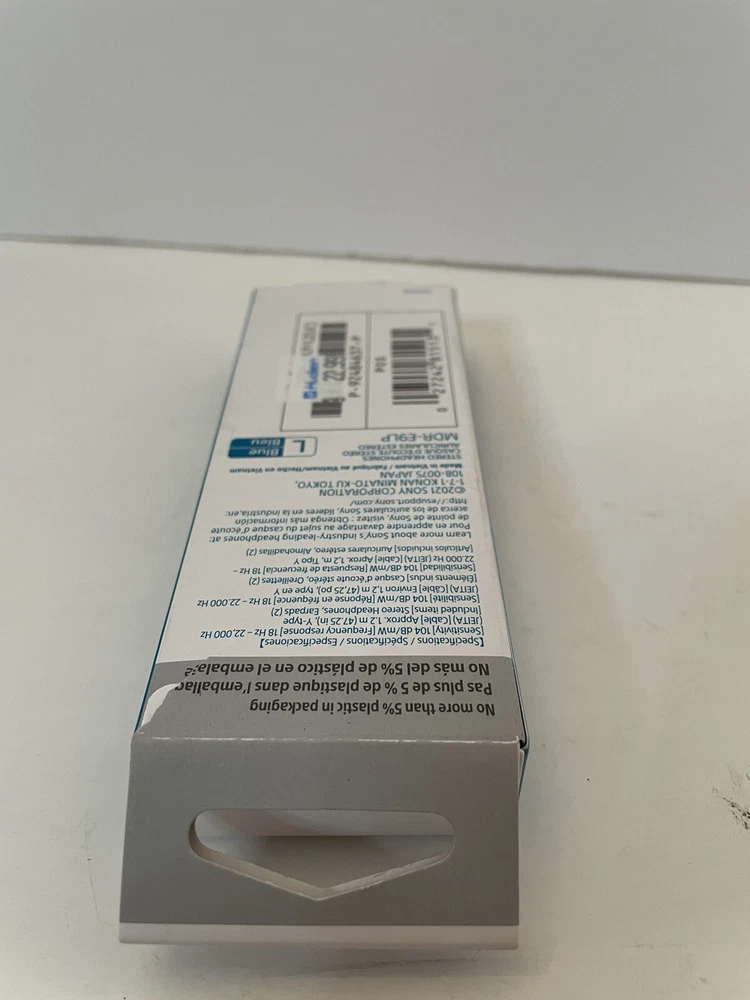 No more than 5% plastic in packaging
Pas plus de 5 % de plastique dans l'emballag
No más del 5% de plástico en el embalaje
[Specifications / Spécifications / Especificaciones]
[Sensitivity] 104 dB/mW [Frequency response] 18 Hz – 22,000 Hz
(JEITA) [Cable] Approx. 1.2 m (47.25 in), Y-type
[Included items] Stereo Headphones, Earpads (2)
[Sensibilité] 104 dB/mW [Réponse en fréquence] 18 Hz – 22.000 Hz
(JEITA) [Câble] Environ 1,2 m (47,25 po), type en Y
[Éléments inclus] Casque d'écoute stéréo, Oreillettes (2)
[Sensibilidad] 104 dB/mW [Respuesta de frecuencia] 18 Hz –
22.000 Hz (JEITA) [Cable] Aprox. 1,2 m, Tipo Y
[Artículos incluidos] Auriculares estéreo, Almohadillas (2)
Learn more about Sony's industry-leading headphones at:
Pour en apprendre davantage au sujet du casque d'écoute
de pointe de Sony, visitez : Obtenga más información
acerca de los auriculares Sony, líderes en la industria,en:
http://esupport.sony.com/
©2021 SONY CORPORATION
1-7-1 KONAN MINATO-KU TOKYO,
108-0075 JAPAN
Made in Vietnam / Fabriqué au Vietnam/Hecho en Vietnam
STEREO HEADPHONES
CASQUE D'ÉCOUTE STÉRÉO
AURICULARES ESTÉREO
MDR-E9LP
L
Blue
Bleu
POS
Hudson
22.99